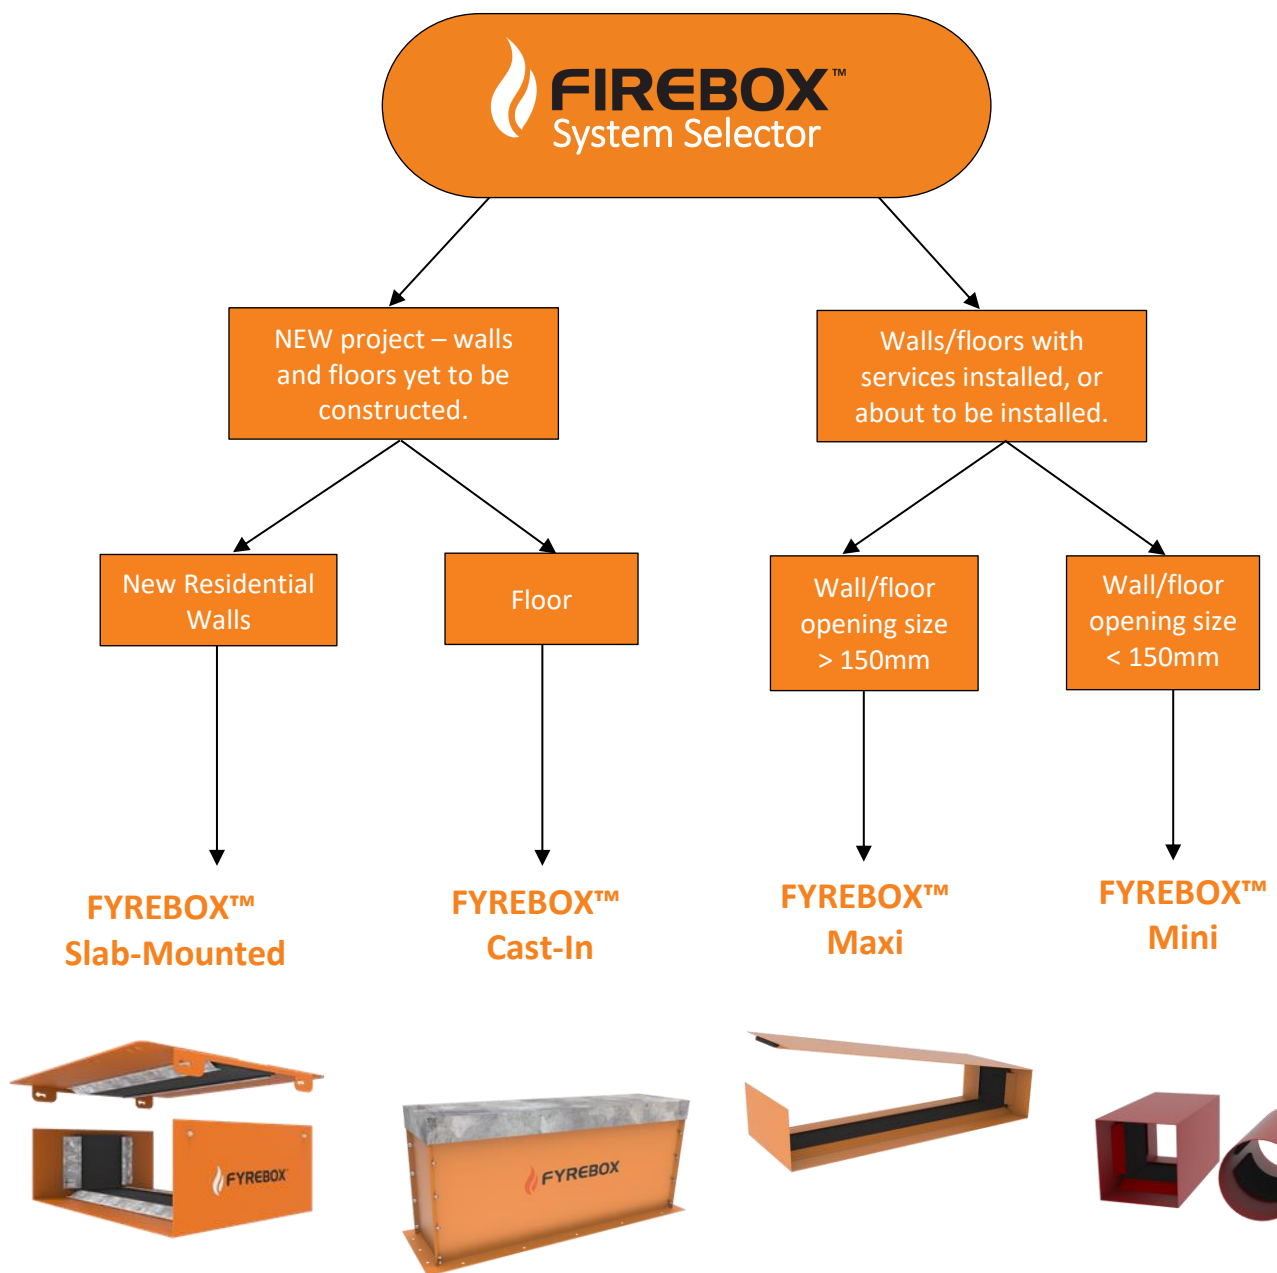 FIREBOX™
System Selector
NEW project – walls
and floors yet to be
constructed.
Walls/floors with
services installed, or
about to be installed.
New Residential
Walls
Floor
Wall/floor
opening size
> 150mm
Wall/floor
opening size
< 150mm
FYREBOX™
Slab-Mounted
FYREBOX™
Cast-In
FYREBOX™
Maxi
FYREBOX™
Mini
FYREBOX
FYREBOX